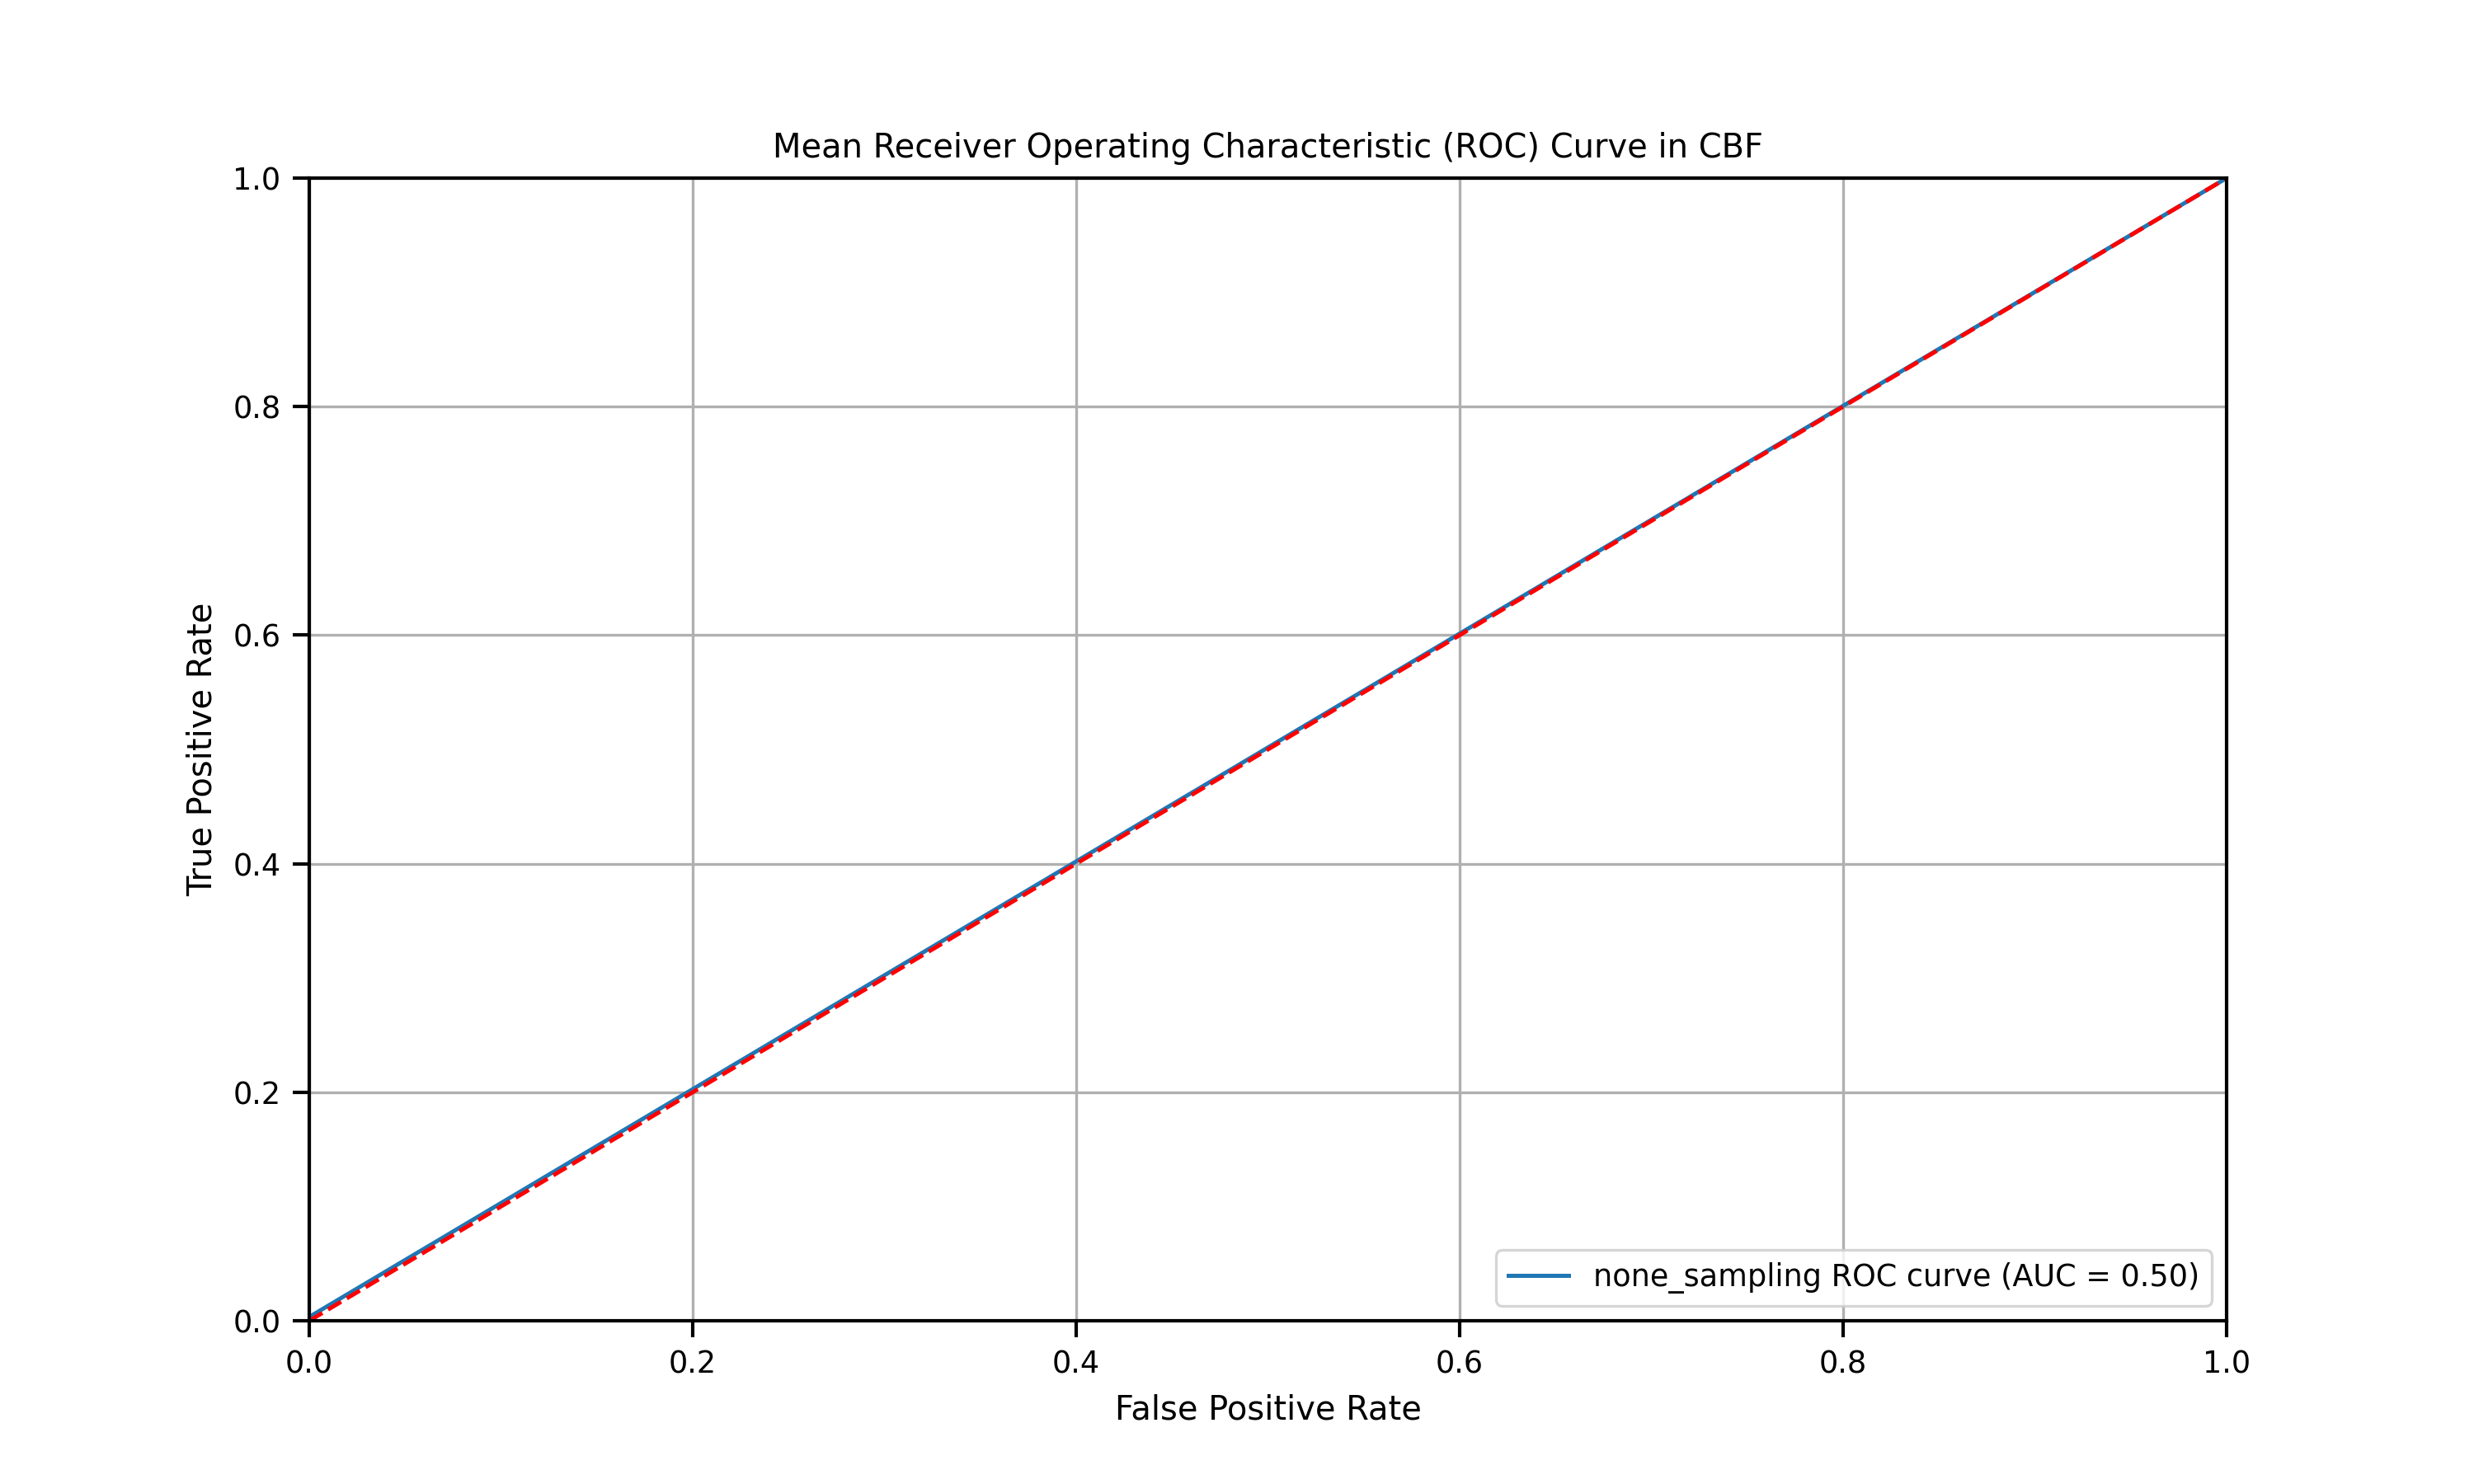 Mean Receiver Operating Characteristic (ROC) Curve in CBF
1.0
0.8
0.6
0.4
0.2
0.0
True Positive Rate
none_sampling ROC curve (AUC = 0.50)
0.0 0.2 0.4 0.6 0.8 1.0
False Positive Rate